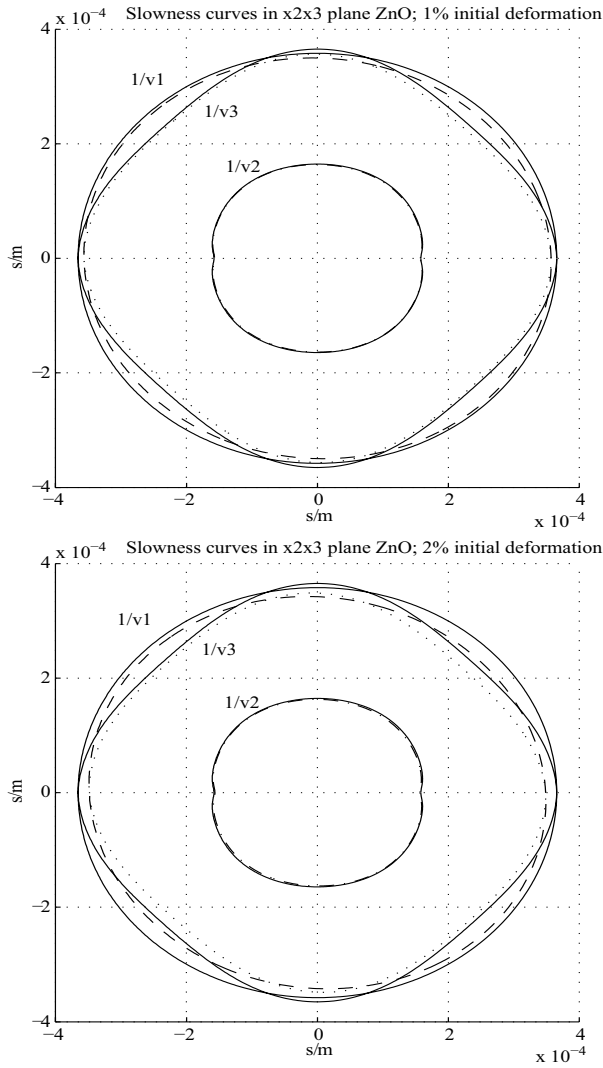 x 10⁻⁴ Slowness curves in x2x3 plane ZnO; 1% initial deformation
4
1/v1
1/v3
2
1/v2
0
s/m
−2
−4
−4 −2 0 2 4
s/m
x 10⁻⁴
x 10⁻⁴ Slowness curves in x2x3 plane ZnO; 2% initial deformation
4
1/v1
1/v3
2
1/v2
0
s/m
−2
−4
−4 −2 0 2 4
s/m
x 10⁻⁴